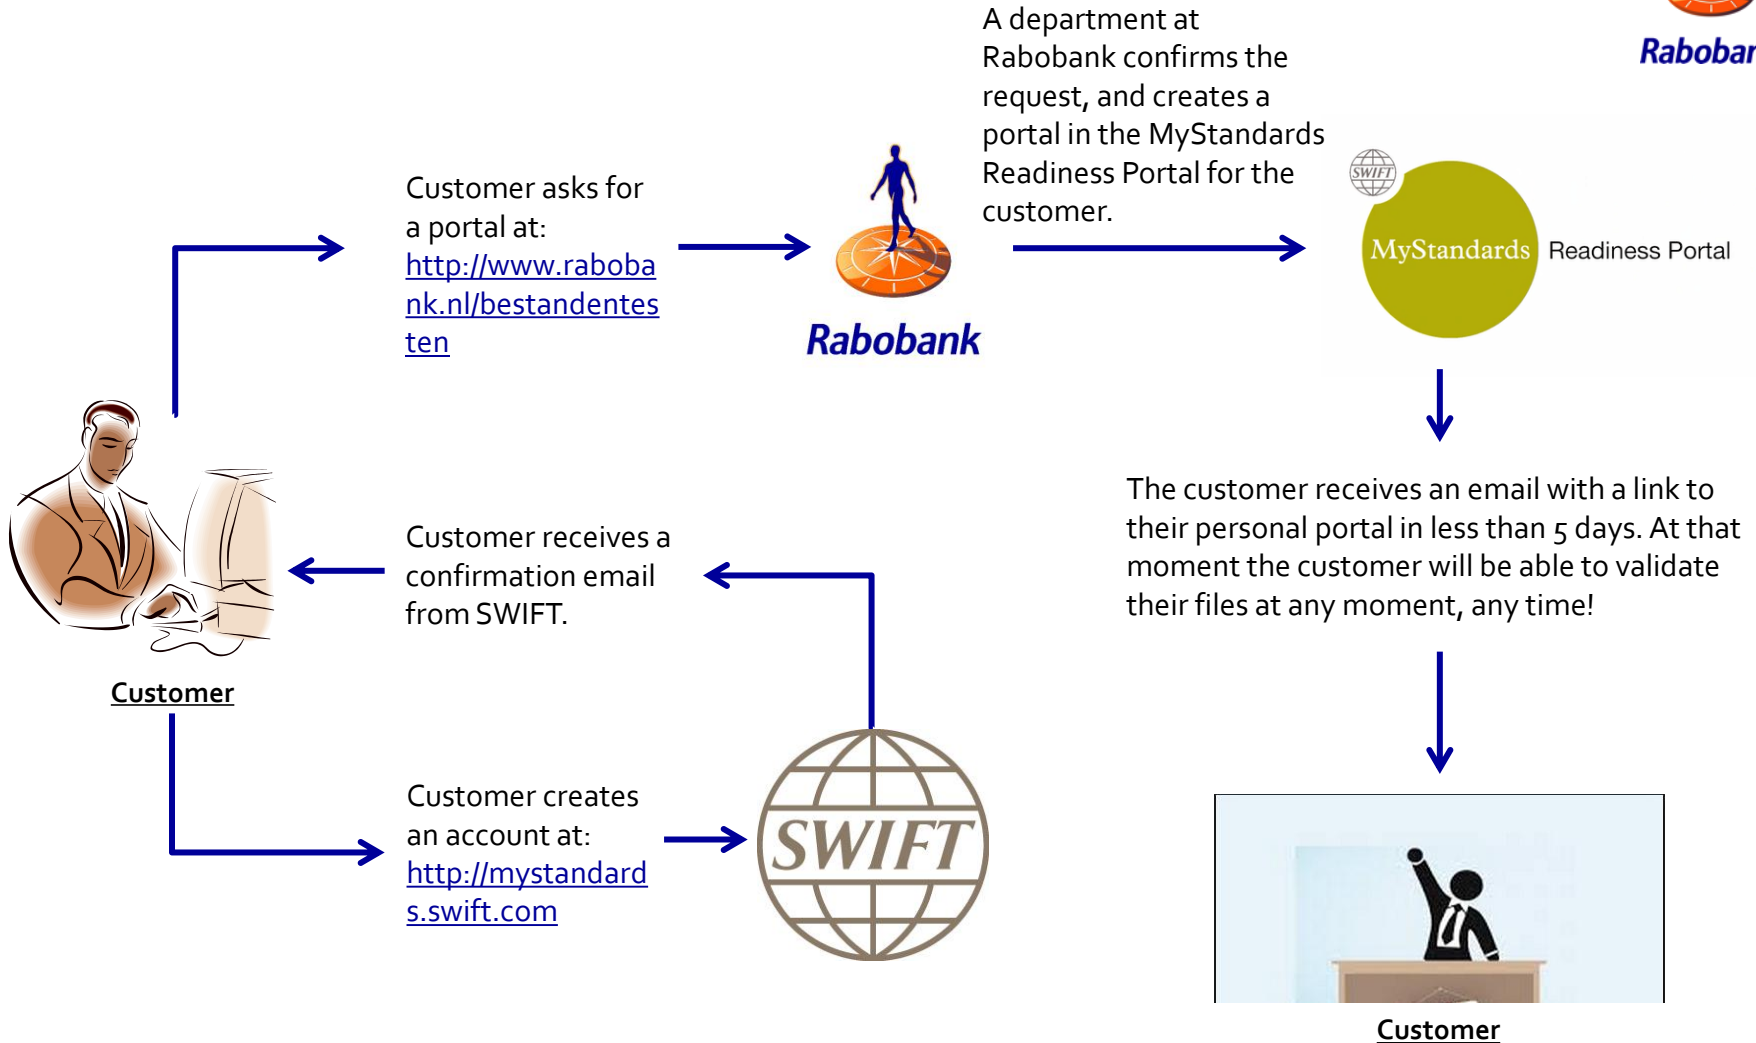 A department at
Rabobank confirms the
request, and creates a
portal in the MyStandards
Readiness Portal for the
customer.
Customer asks for
a portal at:
http://www.raboba
nk.nl/bestandentes
ten
Rabobank
SWIFT
MyStandards
Readiness Portal
The customer receives an email with a link to
their personal portal in less than 5 days. At that
moment the customer will be able to validate
their files at any moment, any time!
Customer receives a
confirmation email
from SWIFT.
Customer
Customer creates
an account at:
http://mystandard
s.swift.com
SWIFT
Customer